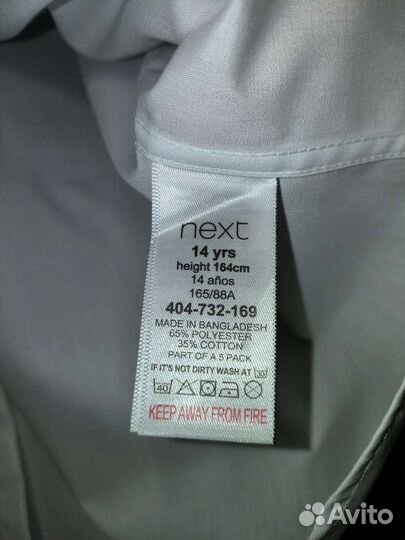 next
14 yrs
height 164cm
14 años
165/88A
404-732-169
MADE IN BANGLADESH
65% POLYESTER
35% COTTON
PART OF A 5 PACK
IF IT'S NOT DIRTY WASH AT 30
40
KEEP AWAY FROM FIRE
Avito